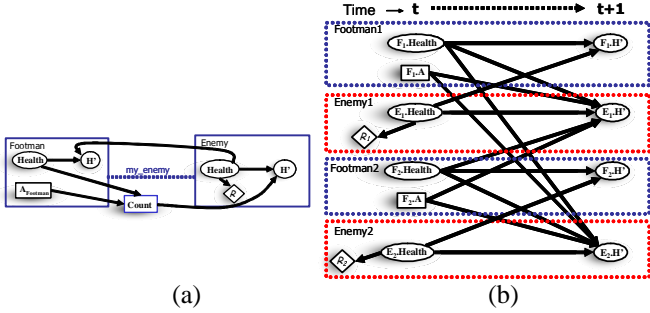 Footman
Health
H'
A_Footman
my_enemy
Count
Enemy
Health
H'
R
(a)
Time
t
t+1
Footman1
F₁.Health
F₁.H'
F₁.A
Enemy1
E₁.Health
E₁.H'
R₁
Footman2
F₂.Health
F₂.H'
F₂.A
Enemy2
E₂.Health
E₂.H'
R₂
(b)